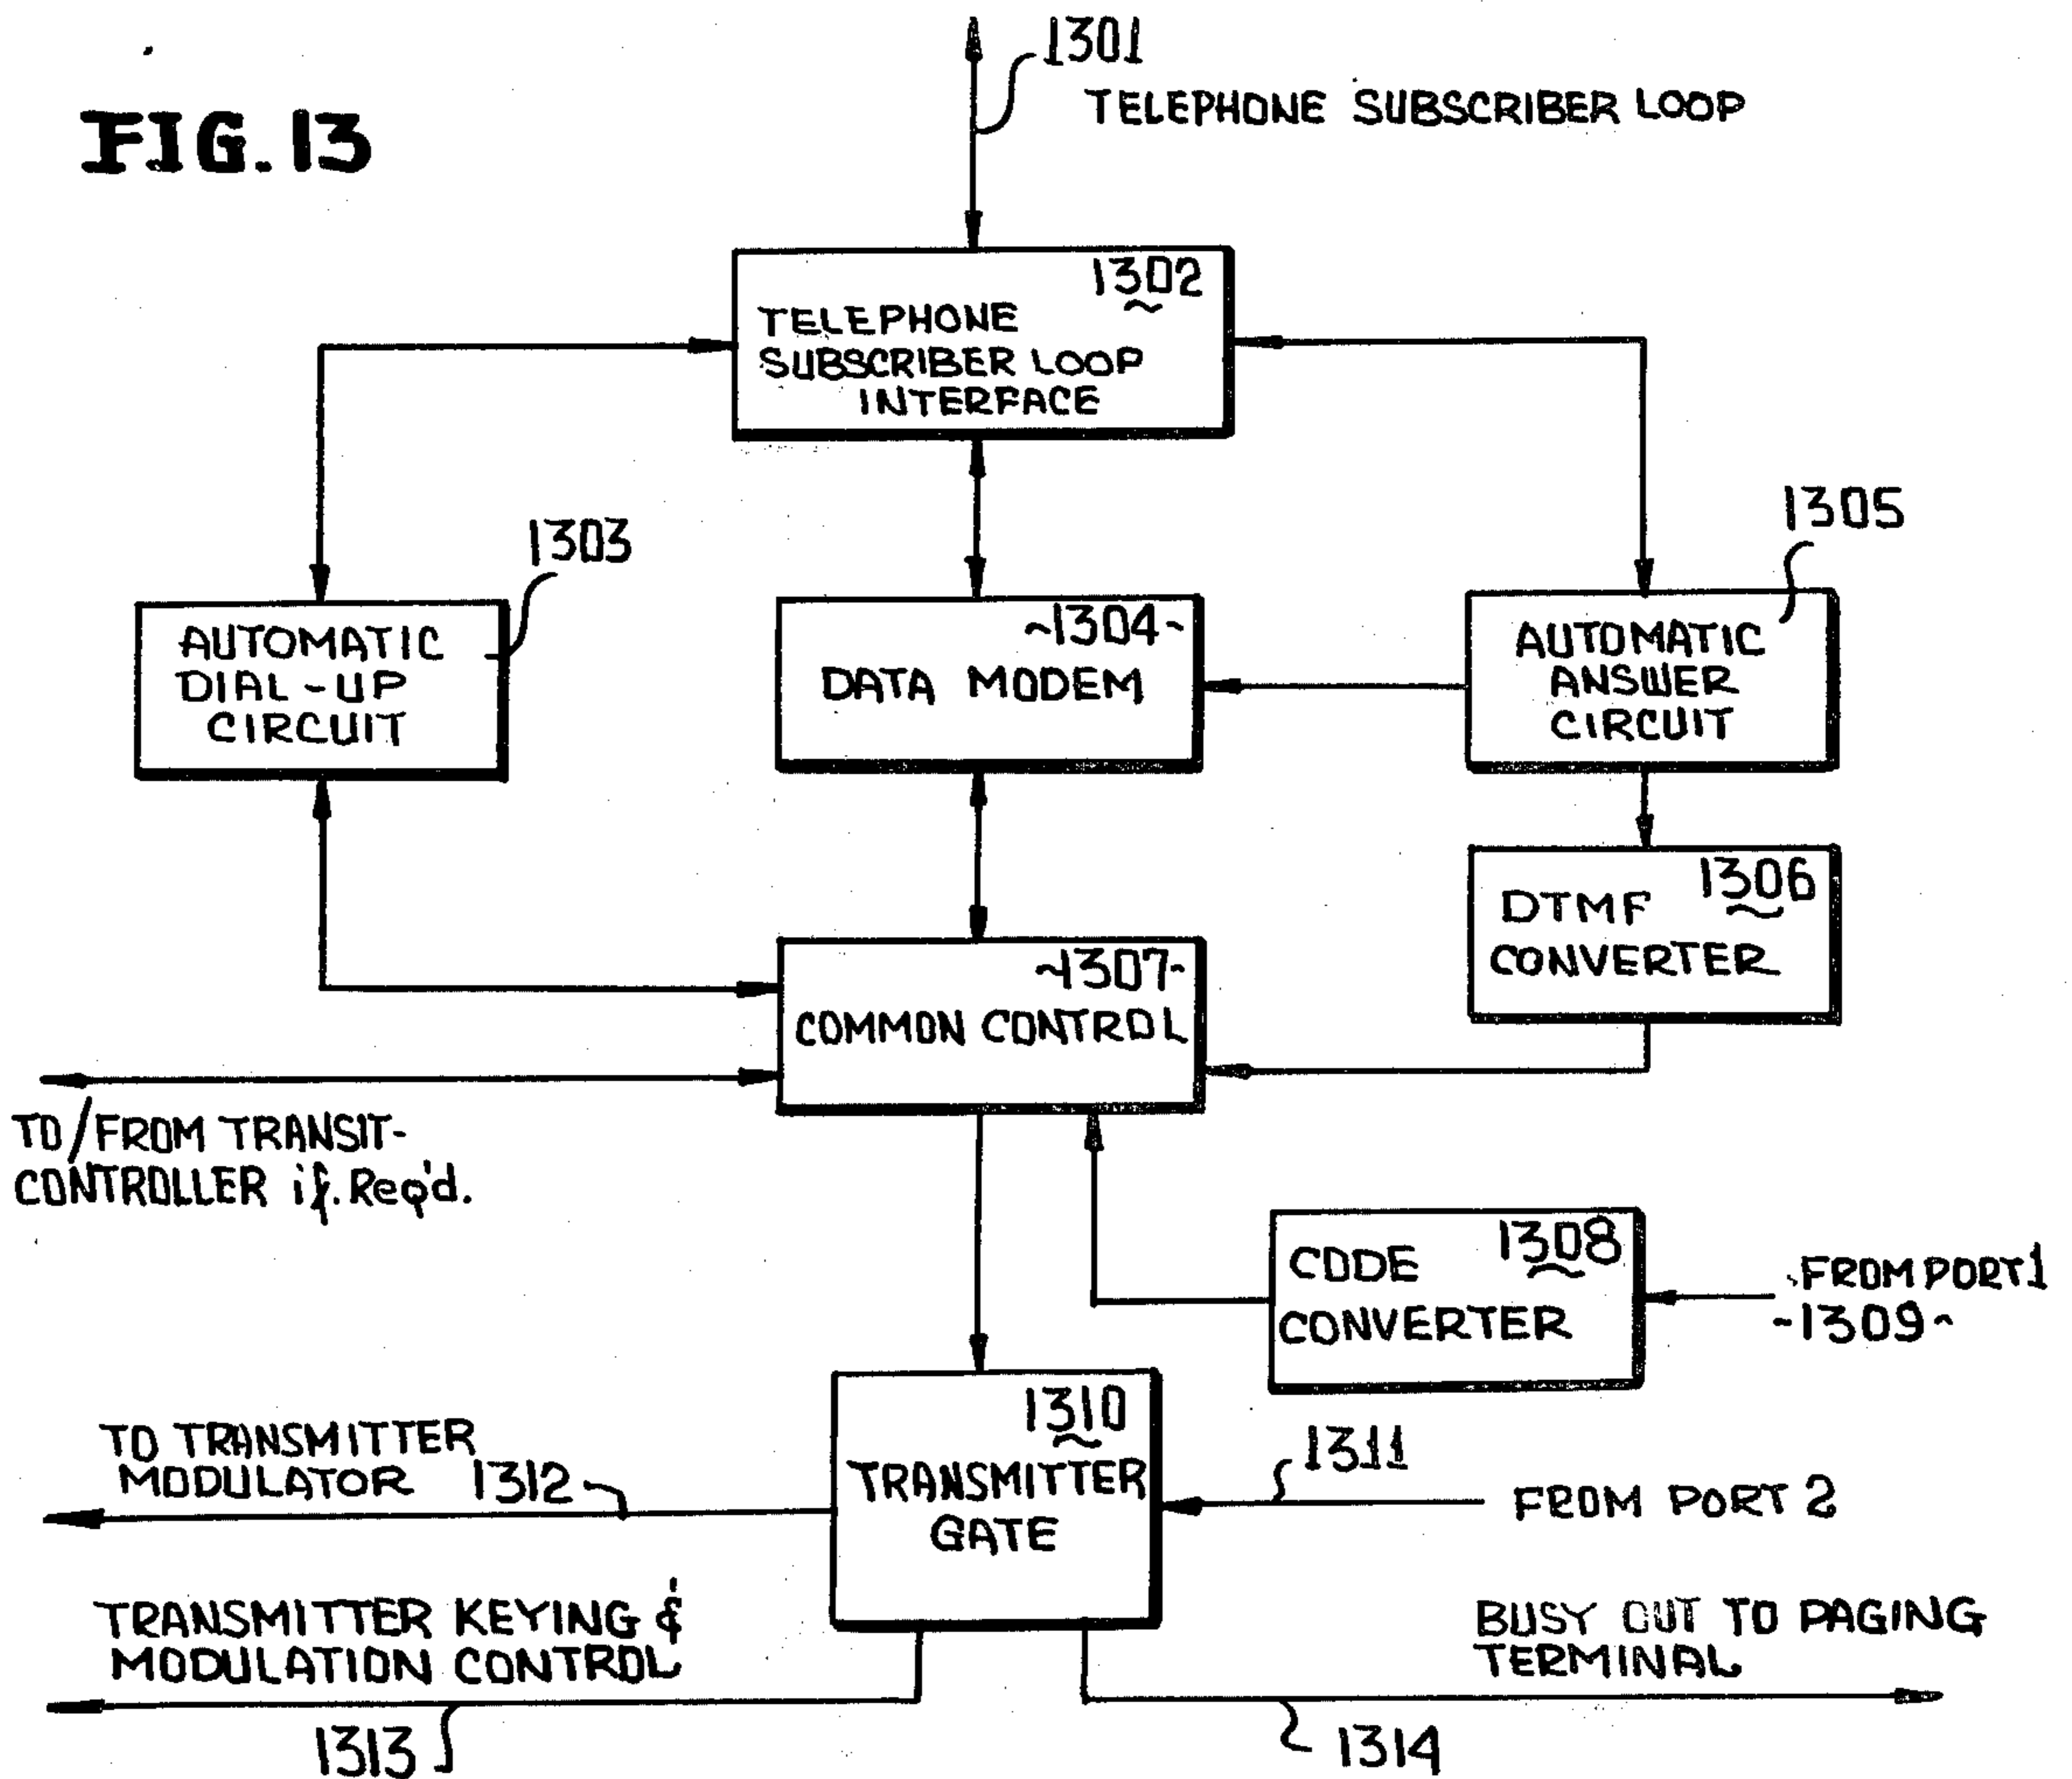 FIG. 13
1301
TELEPHONE SUBSCRIBER LOOP
1302
TELEPHONE
SUBSCRIBER LOOP
INTERFACE
1303
AUTOMATIC
DIAL-UP
CIRCUIT
~1304~
DATA MODEM
1305
AUTOMATIC
ANSWER
CIRCUIT
1306
DTMF
CONVERTER
~1307~
COMMON CONTROL
TO/FROM TRANSIT-
CONTROLLER if. Req'd.
1308
CODE
CONVERTER
FROM PORT 1
~1309~
1310
TRANSMITTER
GATE
1311
FROM PORT 2
TO TRANSMITTER
MODULATOR 1312
TRANSMITTER KEYING &
MODULATION CONTROL
1313
BUSY OUT TO PAGING
TERMINAL
1314